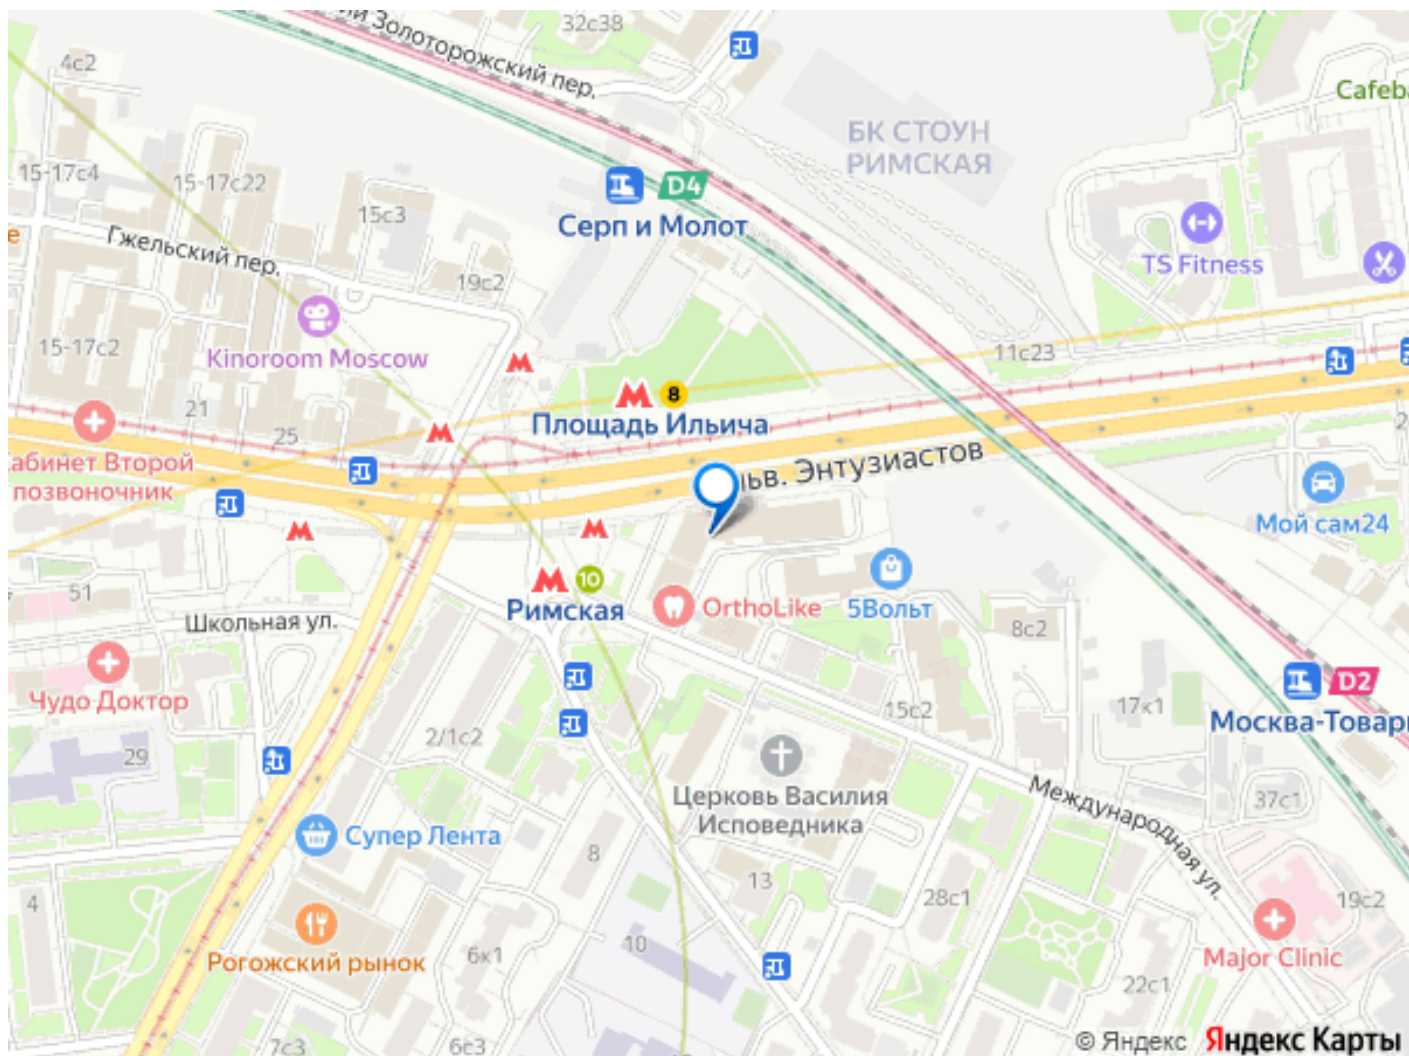 32с38
Золоторожский пер.
4с2
Cafeba
БК СТОУН
РИМСКАЯ
15-17с4
15-17с22
D4
15с3
Серп и Молот
е
Гжельский пер.
TS Fitness
19с2
15-17с2
Kinoroom Moscow
11с23
8
21
Площадь Ильича
25
абинет Второй
позвоночник
ьв. Энтузиастов
Мой сам24
10
51
Римская
OrthoLike
5Вольт
Школьная ул.
8с2
Чудо Доктор
D2
17к1
15с2
Москва-Товарн
2/1с2
29
Церковь Василия
Исповедника
Международная ул.
37с1
Супер Лента
8
13
28с1
19с2
4
10
Рогожский рынок
6к1
Major Clinic
22с1
7с3
6с3
© Яндекс Яндекс Карты